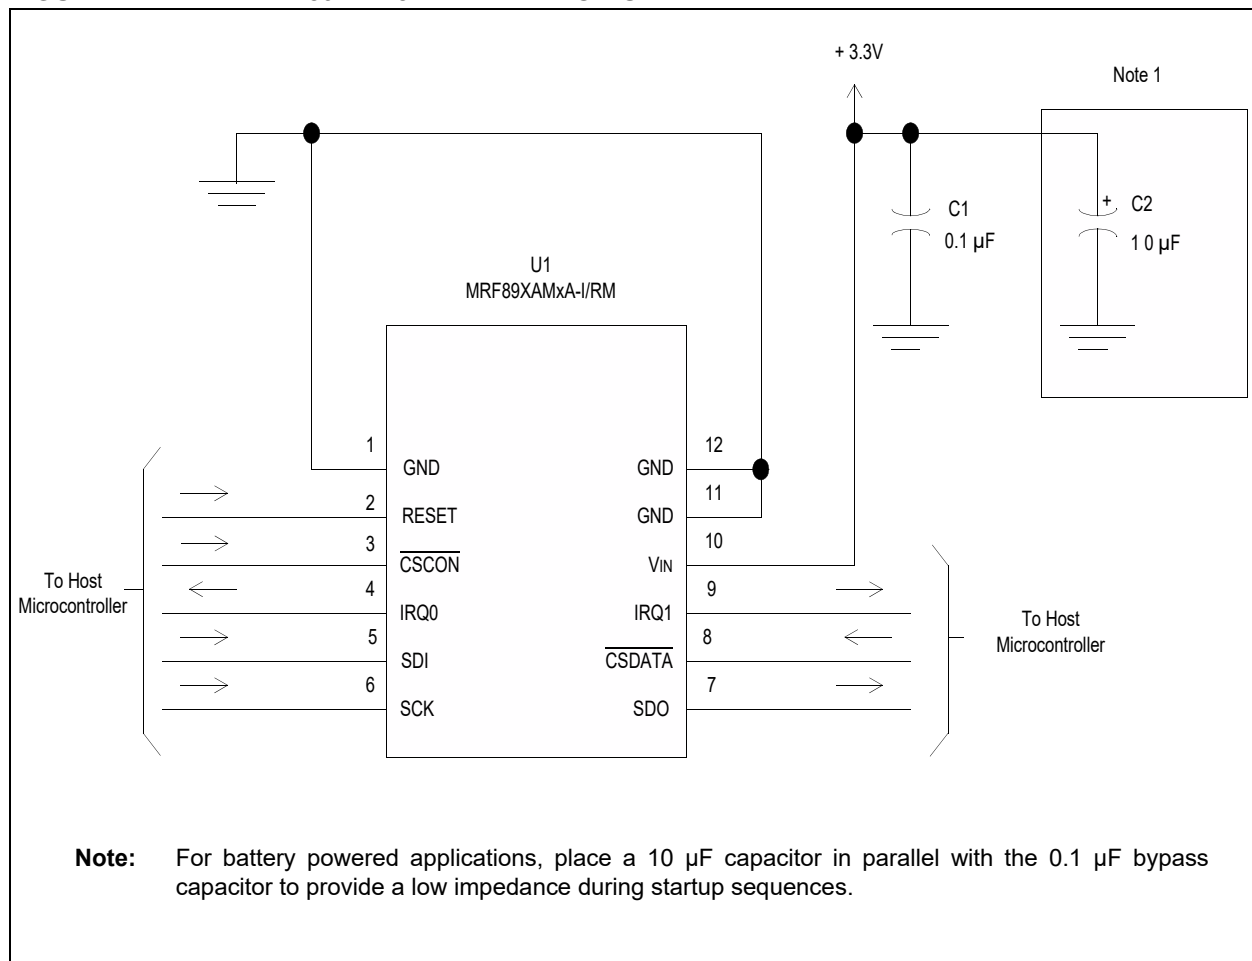 + 3.3V
Note 1
C1
0.1 µF
+ C2
1 0 µF
U1
MRF89XAMxA-I/RM
1
GND
2
RESET
3
CSCON
4
IRQ0
5
SDI
6
SCK
12
GND
11
GND
10
VIN
9
IRQ1
8
CSDATA
7
SDO
To Host
Microcontroller
To Host
Microcontroller
Note: For battery powered applications, place a 10 µF capacitor in parallel with the 0.1 µF bypass
capacitor to provide a low impedance during startup sequences.